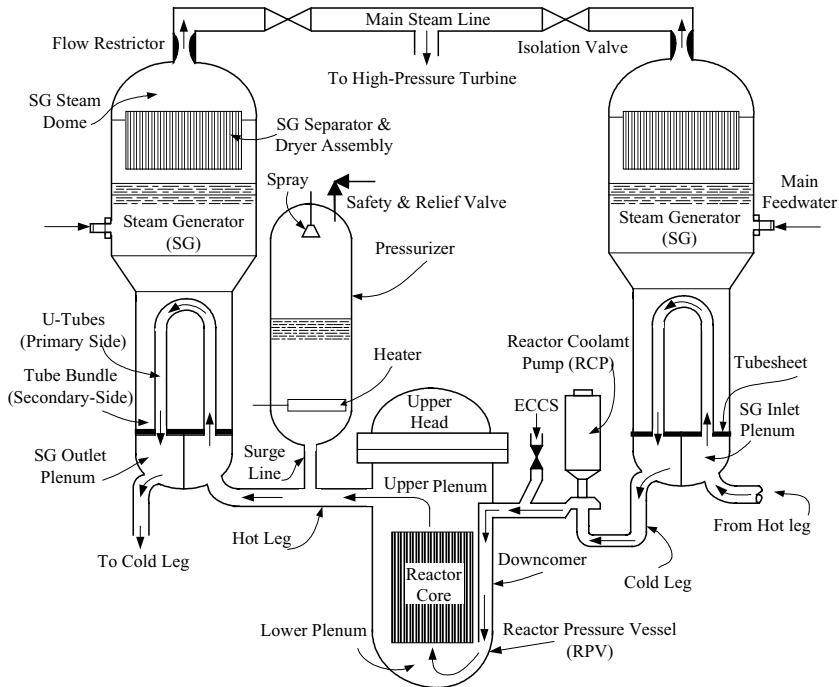 Main Steam Line
Flow Restrictor
Isolation Valve
To High-Pressure Turbine
SG Steam
Dome
SG Separator &
Dryer Assembly
Spray
Safety & Relief Valve
Main
Feedwater
Steam Generator
(SG)
Steam Generator
(SG)
Pressurizer
U-Tubes
(Primary Side)
Reactor Coolamt
Pump (RCP)
Tube Bundle
(Secondary-Side)
Heater
Tubesheet
Upper
Head
ECCS
SG Inlet
Plenum
SG Outlet
Plenum
Surge
Line
Upper Plenum
From Hot leg
To Cold Leg
Hot Leg
Downcomer
Cold Leg
Reactor
Core
Lower Plenum
Reactor Pressure Vessel
(RPV)